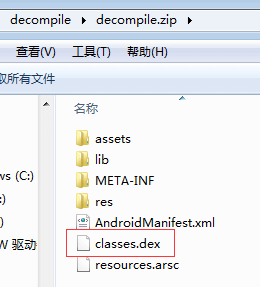 decompile ▸ decompile.zip ▸
查看(V) 工具(T) 帮助(H)
取所有文件
名称
assets
lib
ws (C:)
META-INF
:)
res
:)
AndroidManifest.xml
W 驱动
classes.dex
resources.arsc